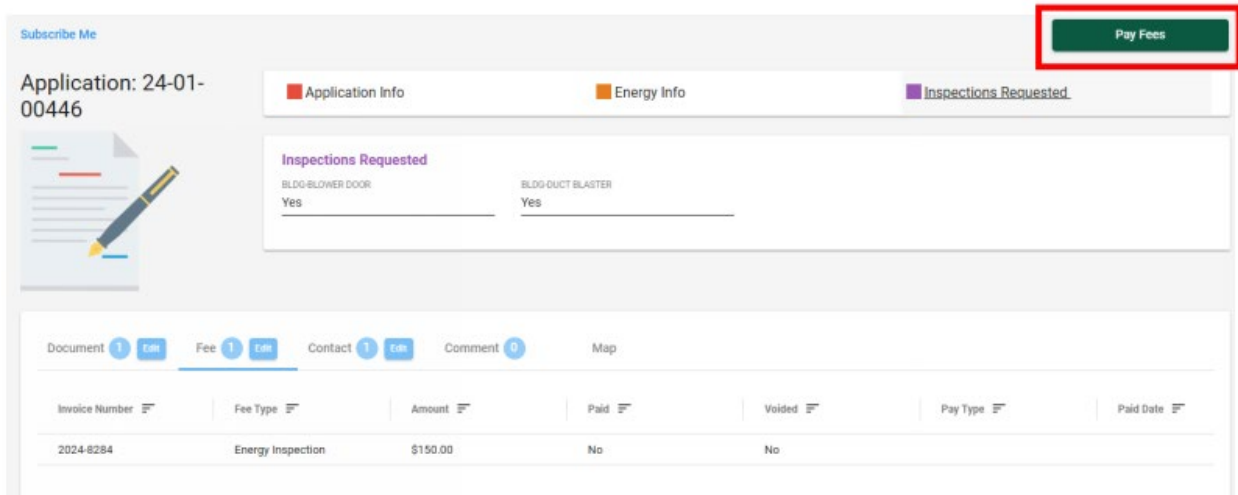 Subscribe Me
Pay Fees
Application: 24-01-
00446
Application Info
Energy Info
Inspections Requested
Inspections Requested
BLDG-BLOWER DOOR
BLDG-DUCT BLASTER
Yes
Yes
Document 1 Edit
Fee 1 Edit
Contact 1 Edit
Comment 0
Map
Invoice Number
Fee Type
Amount
Paid
Voided
Pay Type
Paid Date
2024-8284
Energy Inspection
$150.00
No
No